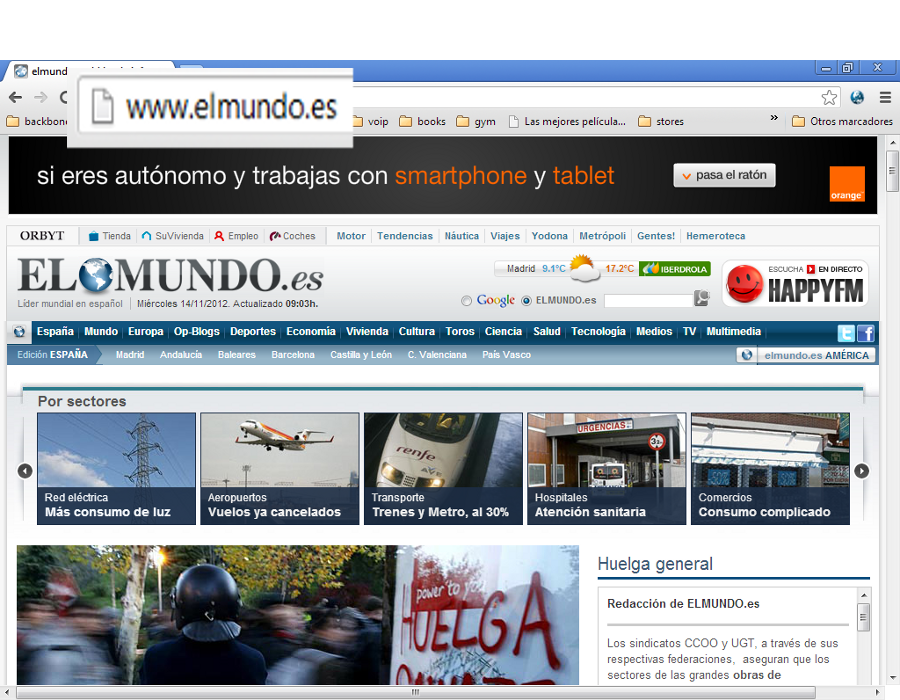 elmund
www.elmundo.es
backbon
voip
books
gym
Las mejores película...
stores
»
Otros marcadores
si eres autónomo y trabajas con smartphone y tablet
pasa el ratón
orange
ORBYT
Tienda
SuVivienda
Empleo
Coches
Motor
Tendencias
Náutica
Viajes
Yodona
Metrópoli
Gentes!
Hemeroteca
EL MUNDO.es
Líder mundial en español
Miércoles 14/11/2012. Actualizado 09:03h.
Madrid 9.1ºC 17.2ºC
IBERDROLA
Google
ELMUNDO.es
ESCUCHA EN DIRECTO
HAPPYFM
España
Mundo
Europa
Op-Blogs
Deportes
Economía
Vivienda
Cultura
Toros
Ciencia
Salud
Tecnología
Medios
TV
Multimedia
t
f
Edición ESPAÑA
Madrid
Andalucía
Baleares
Barcelona
Castilla y León
C. Valenciana
País Vasco
elmundo.es AMÉRICA
Por sectores
Red eléctrica
Más consumo de luz
Aeropuertos
Vuelos ya cancelados
renfe
Transporte
Trenes y Metro, al 30%
URGENCIAS
Hospitales
Atención sanitaria
Comercios
Consumo complicado
power to you
HUELGA
Huelga general
Redacción de ELMUNDO.es
Los sindicatos CCOO y UGT, a través de sus
respectivas federaciones, aseguran que los
sectores de las grandes obras de